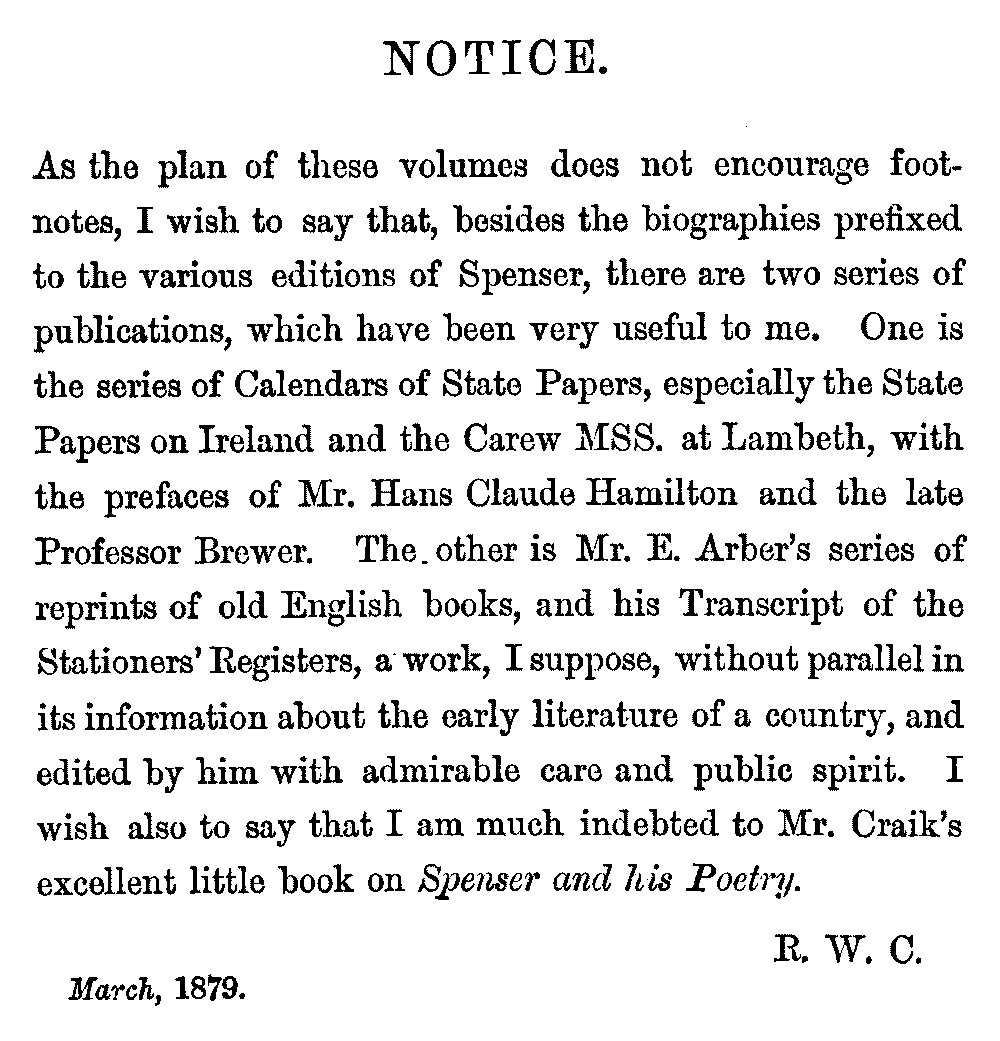 NOTICE.
As the plan of these volumes does not encourage foot-
notes, I wish to say that, besides the biographies prefixed
to the various editions of Spenser, there are two series of
publications, which have been very useful to me. One is
the series of Calendars of State Papers, especially the State
Papers on Ireland and the Carew MSS. at Lambeth, with
the prefaces of Mr. Hans Claude Hamilton and the late
Professor Brewer. The other is Mr. E. Arber's series of
reprints of old English books, and his Transcript of the
Stationers' Registers, a work, I suppose, without parallel in
its information about the early literature of a country, and
edited by him with admirable care and public spirit. I
wish also to say that I am much indebted to Mr. Craik's
excellent little book on Spenser and his Poetry.
R. W. C.
March, 1879.